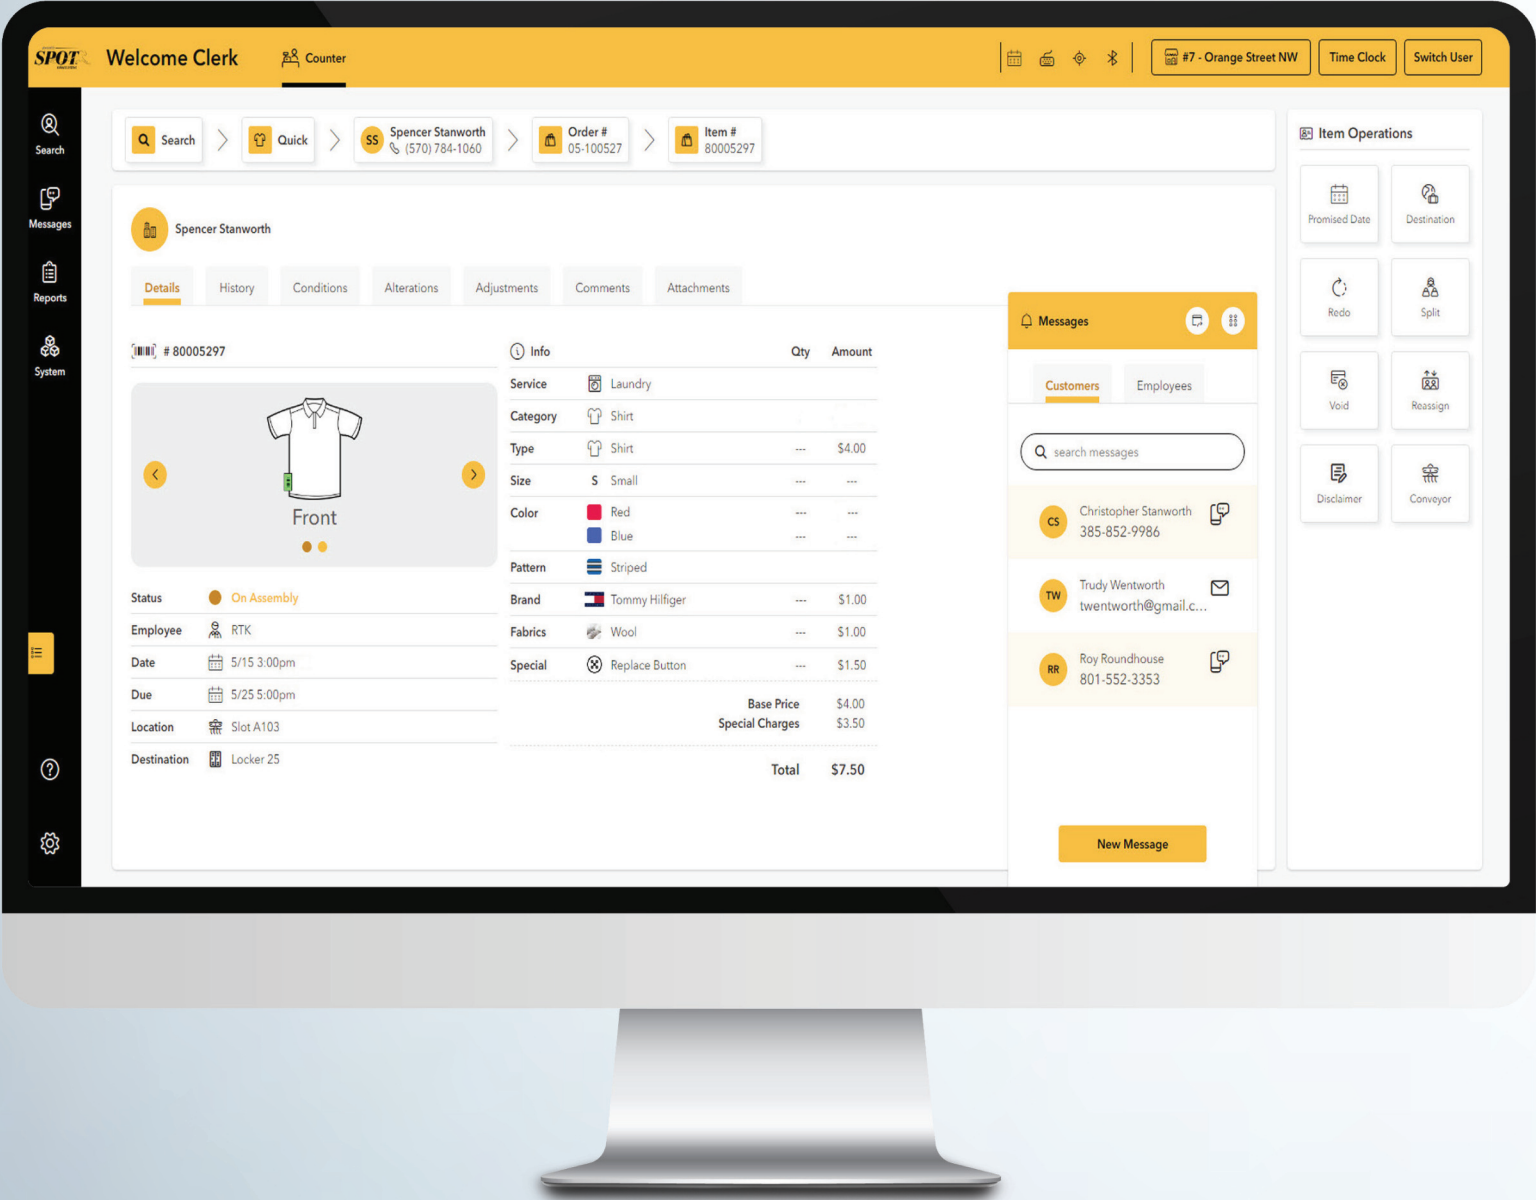 SPOT
Welcome Clerk
Counter
#7 - Orange Street NW
Time Clock
Switch User
Search
Messages
Reports
System
Search
Quick
SS
Spencer Stanworth
(570) 784-1060
Order #
05-100527
Item #
80005297
Spencer Stanworth
Details
History
Conditions
Alterations
Adjustments
Comments
Attachments
# 80005297
Front
Status
On Assembly
Employee
RTK
Date
5/15 3:00pm
Due
5/25 5:00pm
Location
Slot A103
Destination
Locker 25
Info Qty Amount
Service Laundry
Category Shirt
Type Shirt --- $4.00
Size S Small --- ---
Color Red --- ---
Blue --- ---
Pattern Striped
Brand Tommy Hilfiger --- $1.00
Fabrics Wool --- $1.00
Special Replace Button --- $1.50
Base Price $4.00
Special Charges $3.50
Total $7.50
Messages
Customers
Employees
search messages
CS
Christopher Stanworth
385-852-9986
TW
Trudy Wentworth
twentworth@gmail.c...
RR
Roy Roundhouse
801-552-3353
New Message
Item Operations
Promised Date
Destination
Redo
Split
Void
Reassign
Disclaimer
Conveyor